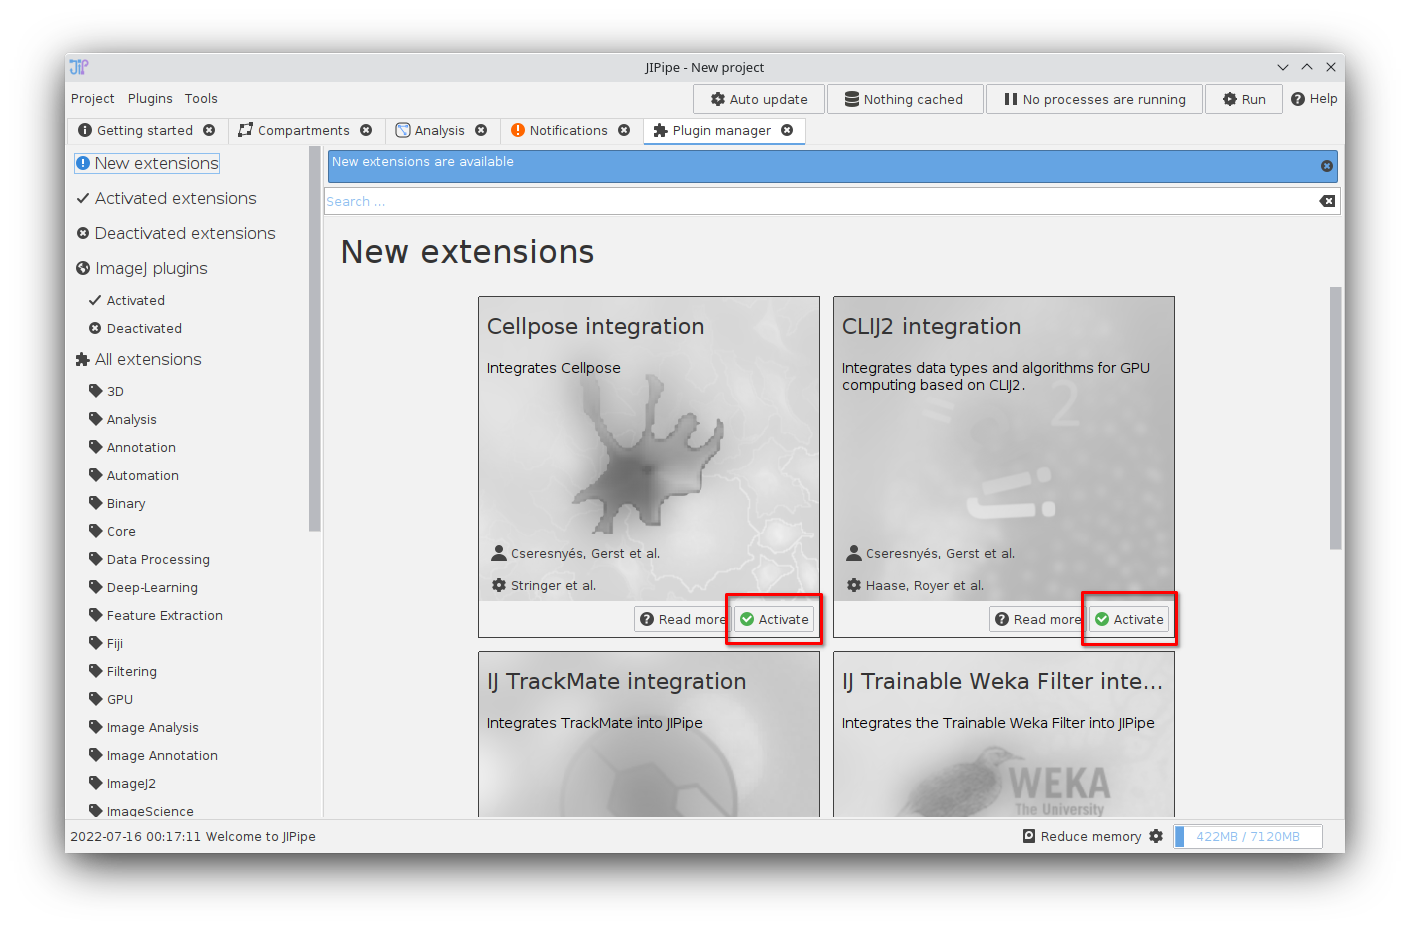 JIPipe - New project
Project Plugins Tools
Auto update
Nothing cached
No processes are running
Run
Help
Getting started
Compartments
Analysis
Notifications
Plugin manager
New extensions
Activated extensions
Deactivated extensions
ImageJ plugins
Activated
Deactivated
All extensions
3D
Analysis
Annotation
Automation
Binary
Core
Data Processing
Deep-Learning
Feature Extraction
Fiji
Filtering
GPU
Image Analysis
Image Annotation
ImageJ2
ImageScience
New extensions are available
Search ...
New extensions
Cellpose integration
Integrates Cellpose
Cseresnyés, Gerst et al.
Stringer et al.
Read more
Activate
CLIJ2 integration
Integrates data types and algorithms for GPU
computing based on CLIJ2.
2
Cseresnyés, Gerst et al.
Haase, Royer et al.
Read more
Activate
IJ TrackMate integration
Integrates TrackMate into JIPipe
IJ Trainable Weka Filter inte...
Integrates the Trainable Weka Filter into JIPipe
WEKA
The University
2022-07-16 00:17:11 Welcome to JIPipe
Reduce memory
422MB / 7120MB